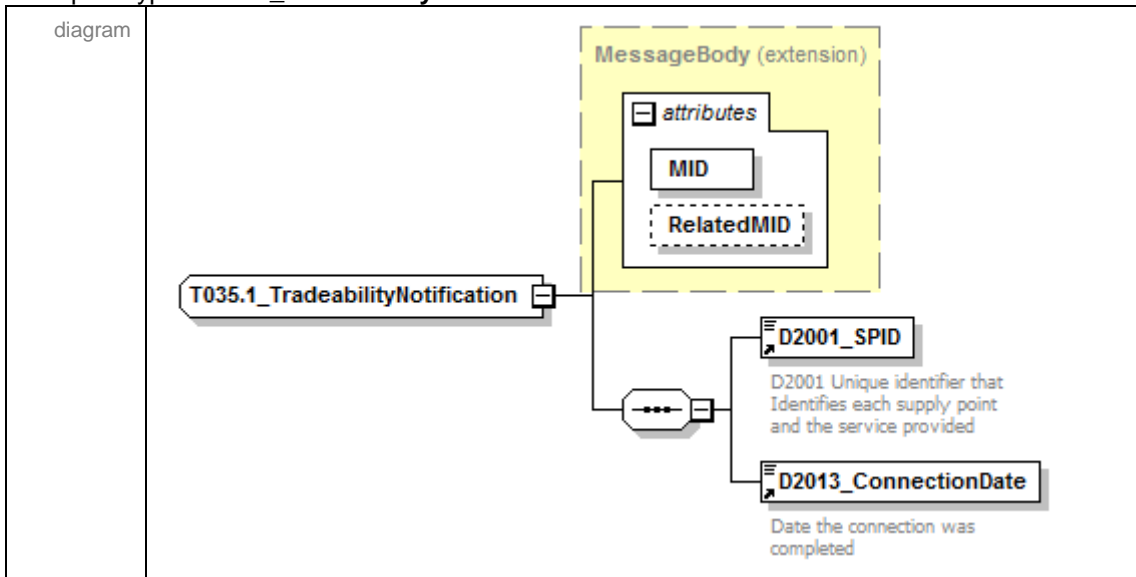 diagram
MessageBody (extension)
attributes
MID
RelatedMID
T035.1_TradeabilityNotification
D2001_SPID
D2001 Unique identifier that
Identifies each supply point
and the service provided
D2013_ConnectionDate
Date the connection was
completed